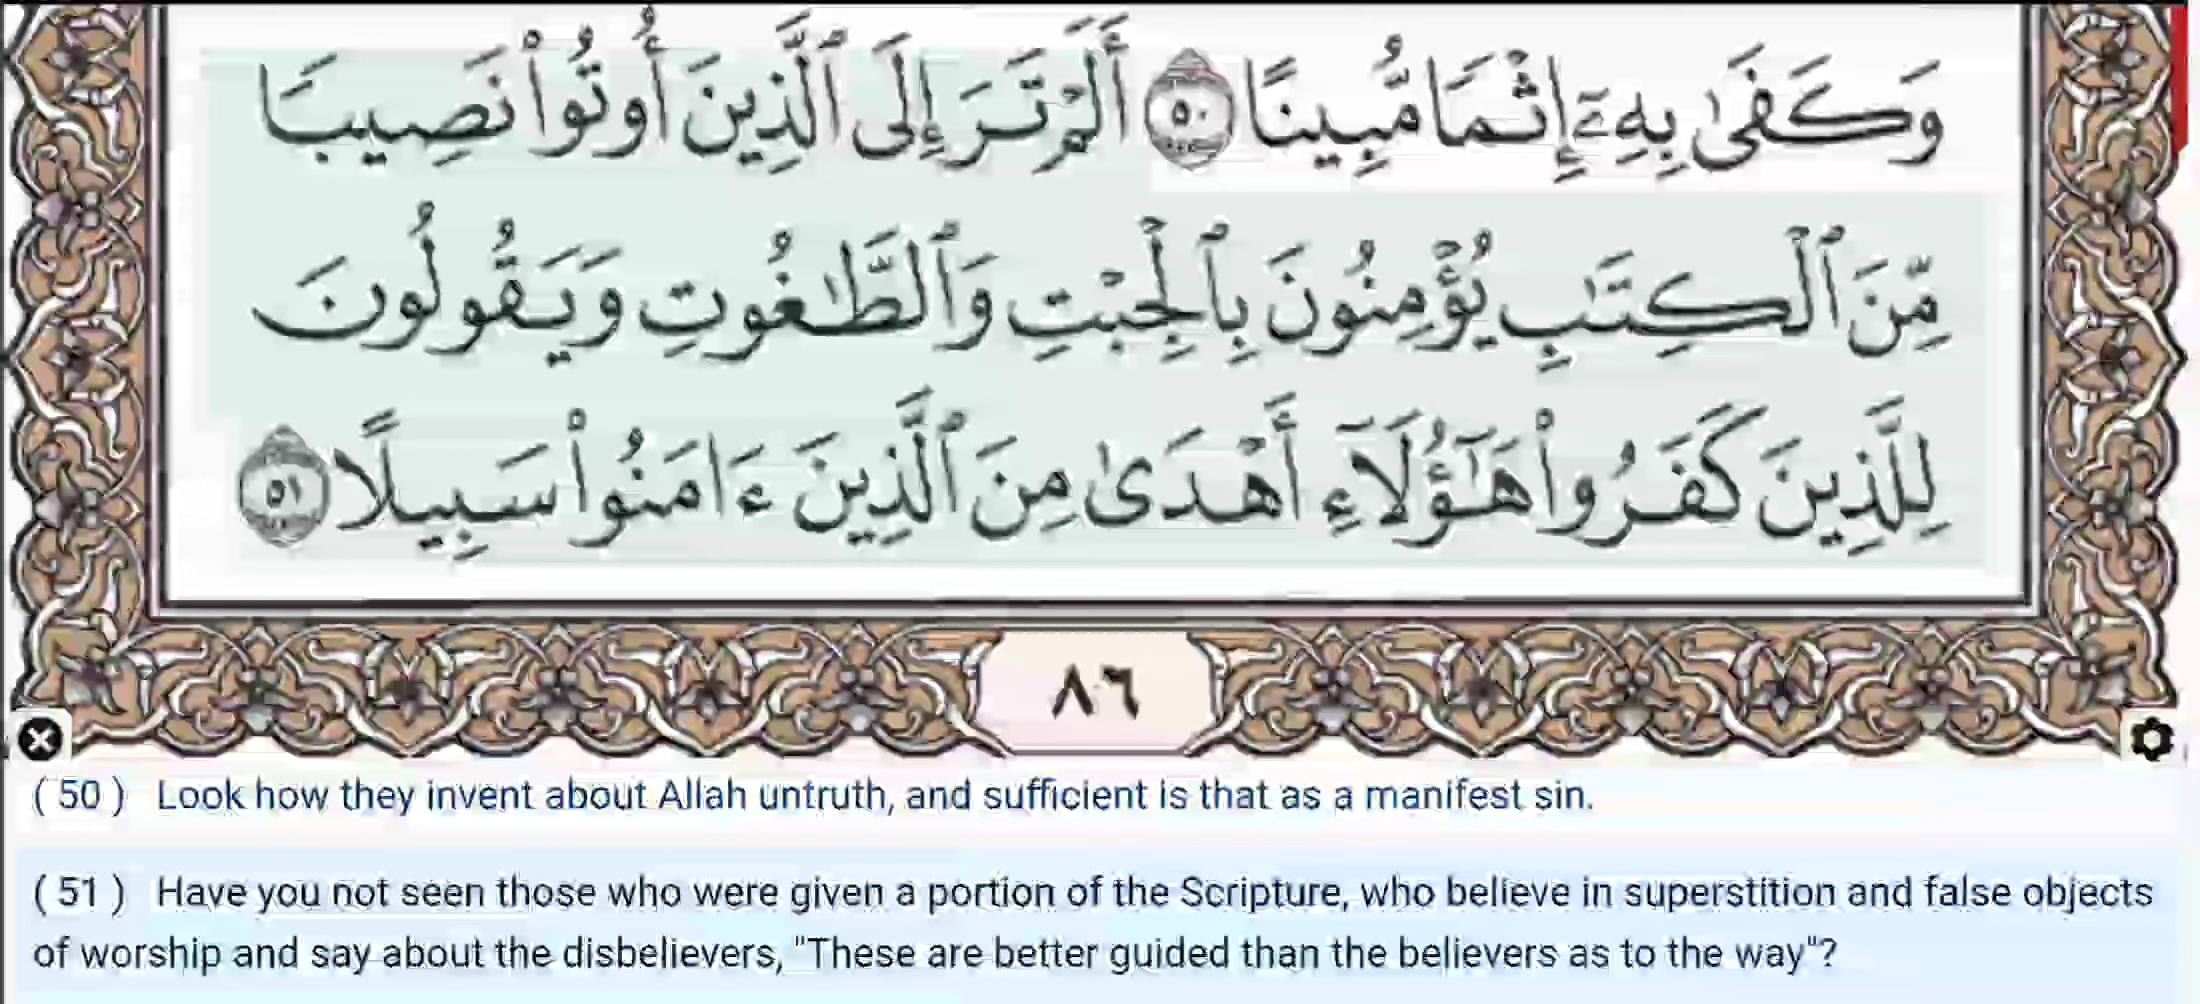 وَكَفَىٰ بِهِۦٓ إِثْمًا مُّبِينًا ٥٠ أَلَمْ تَرَ إِلَى ٱلَّذِينَ أُوتُوا۟ نَصِيبًا
مِّنَ ٱلْكِتَٰبِ يُؤْمِنُونَ بِٱلْجِبْتِ وَٱلطَّٰغُوتِ وَيَقُولُونَ
لِلَّذِينَ كَفَرُوا۟ هَٰٓؤُلَآءِ أَهْدَىٰ مِنَ ٱلَّذِينَ ءَامَنُوا۟ سَبِيلًا ٥١
٨٦
( 50 ) Look how they invent about Allah untruth, and sufficient is that as a manifest sin.
( 51 ) Have you not seen those who were given a portion of the Scripture, who believe in superstition and false objects
of worship and say about the disbelievers, "These are better guided than the believers as to the way"?